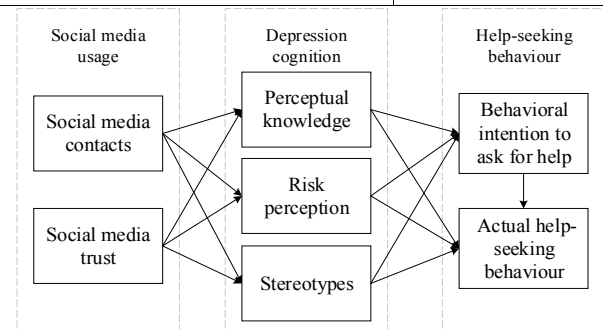 Social media
usage
Depression
cognition
Help-seeking
behaviour
Social media
contacts
Social media
trust
Perceptual
knowledge
Risk
perception
Stereotypes
Behavioral
intention to
ask for help
Actual help-
seeking
behaviour